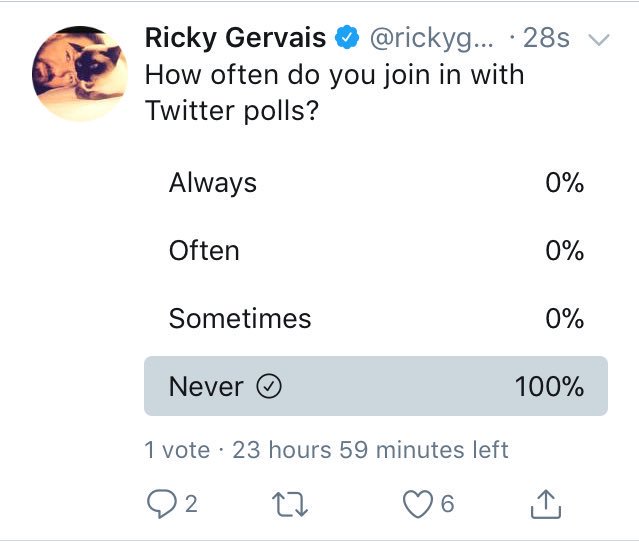 Ricky Gervais @rickyg... · 28s
How often do you join in with
Twitter polls?
Always 0%
Often 0%
Sometimes 0%
Never 100%
1 vote · 23 hours 59 minutes left
2 6